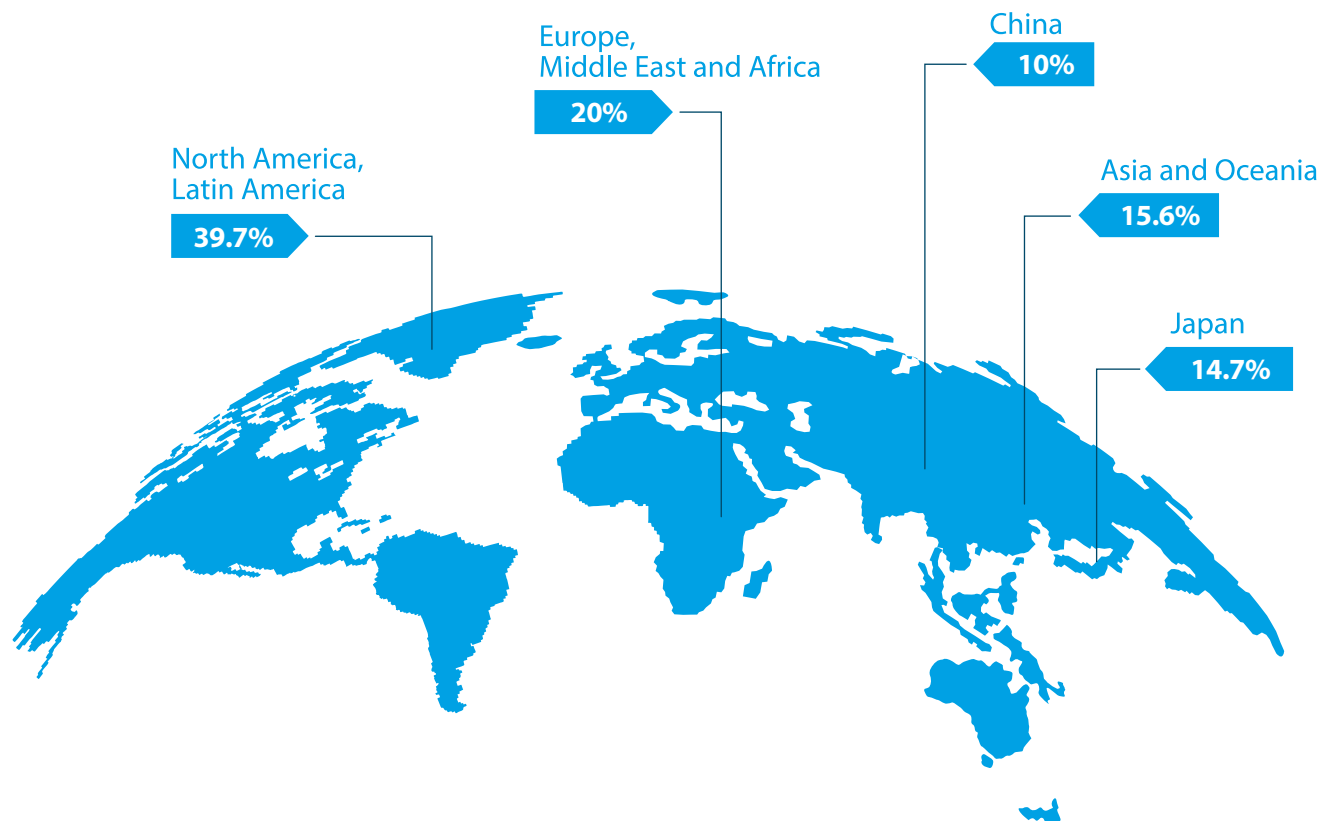 China
10%
Europe,
Middle East and Africa
20%
North America,
Latin America
39.7%
Asia and Oceania
15.6%
Japan
14.7%